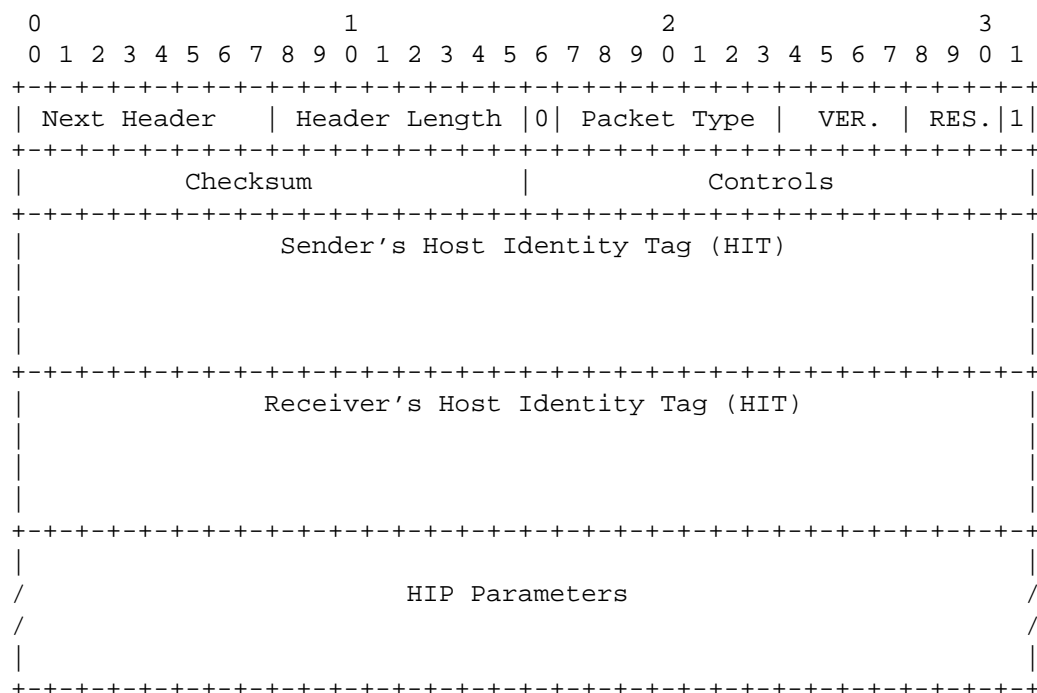 0                   1                   2                   3
 0 1 2 3 4 5 6 7 8 9 0 1 2 3 4 5 6 7 8 9 0 1 2 3 4 5 6 7 8 9 0 1
+-+-+-+-+-+-+-+-+-+-+-+-+-+-+-+-+-+-+-+-+-+-+-+-+-+-+-+-+-+-+-+-+
| Next Header   | Header Length |0| Packet Type |  VER. | RES.|1|
+-+-+-+-+-+-+-+-+-+-+-+-+-+-+-+-+-+-+-+-+-+-+-+-+-+-+-+-+-+-+-+-+
|          Checksum             |           Controls            |
+-+-+-+-+-+-+-+-+-+-+-+-+-+-+-+-+-+-+-+-+-+-+-+-+-+-+-+-+-+-+-+-+
|                Sender’s Host Identity Tag (HIT)               |
|                                                               |
|                                                               |
|                                                               |
+-+-+-+-+-+-+-+-+-+-+-+-+-+-+-+-+-+-+-+-+-+-+-+-+-+-+-+-+-+-+-+-+
|               Receiver’s Host Identity Tag (HIT)              |
|                                                               |
|                                                               |
|                                                               |
+-+-+-+-+-+-+-+-+-+-+-+-+-+-+-+-+-+-+-+-+-+-+-+-+-+-+-+-+-+-+-+-+
|                                                               |
/                        HIP Parameters                         /
/                                                               /
|                                                               |
+-+-+-+-+-+-+-+-+-+-+-+-+-+-+-+-+-+-+-+-+-+-+-+-+-+-+-+-+-+-+-+-+